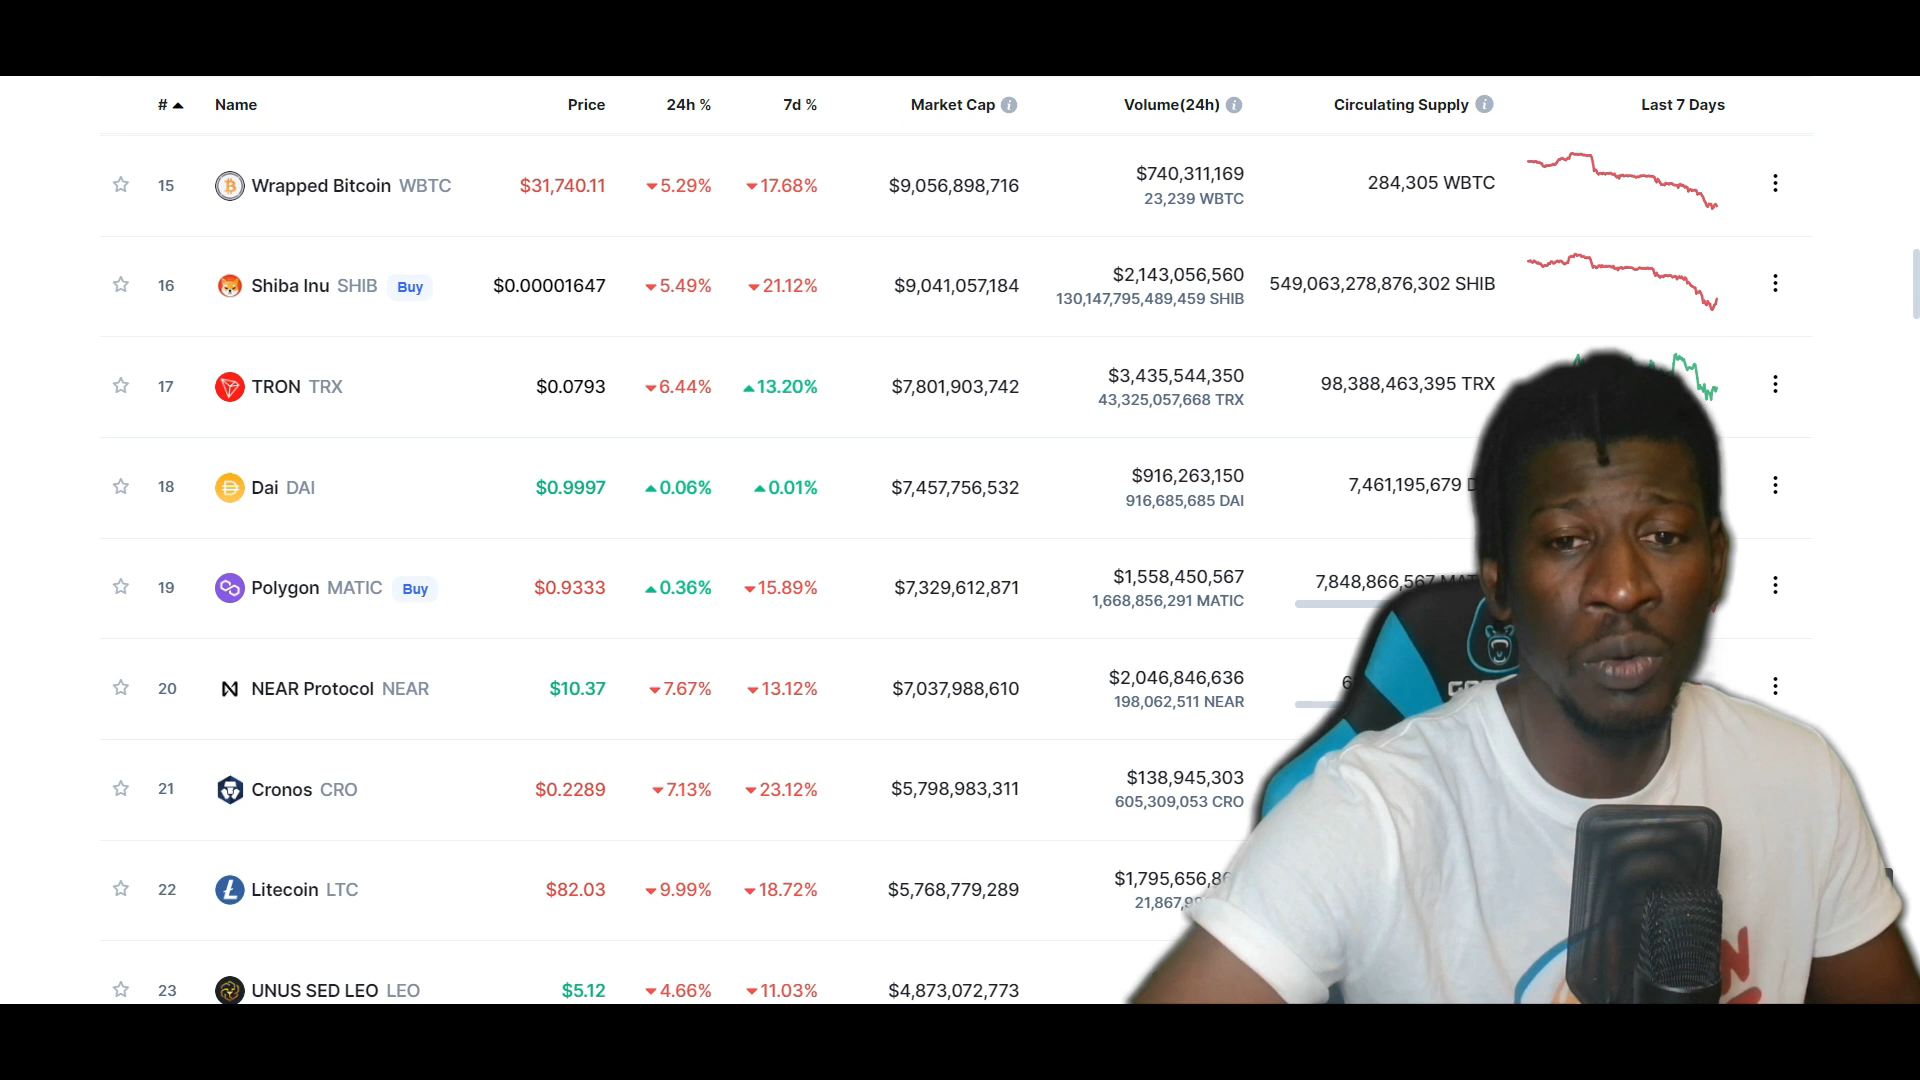 # Name Price 24h % 7d % Market Cap Volume(24h) Circulating Supply Last 7 Days
15 Wrapped Bitcoin WBTC $31,740.11 5.29% 17.68% $9,056,898,716 $740,311,169 284,305 WBTC
23,239 WBTC
16 Shiba Inu SHIB Buy $0.00001647 5.49% 21.12% $9,041,057,184 $2,143,056,560 549,063,278,876,302 SHIB
130,147,795,489,459 SHIB
17 TRON TRX $0.0793 6.44% 13.20% $7,801,903,742 $3,435,544,350 98,388,463,395 TRX
43,325,057,668 TRX
18 Dai DAI $0.9997 0.06% 0.01% $7,457,756,532 $916,263,150 7,461,195,679
916,685,685 DAI
19 Polygon MATIC Buy $0.9333 0.36% 15.89% $7,329,612,871 $1,558,450,567 7,848,866,567
1,668,856,291 MATIC
20 NEAR Protocol NEAR $10.37 7.67% 13.12% $7,037,988,610 $2,046,846,636
198,062,511 NEAR
21 Cronos CRO $0.2289 7.13% 23.12% $5,798,983,311 $138,945,303
605,309,053 CRO
22 Litecoin LTC $82.03 9.99% 18.72% $5,768,779,289
23 UNUS SED LEO LEO $5.12 4.66% 11.03% $4,873,072,773